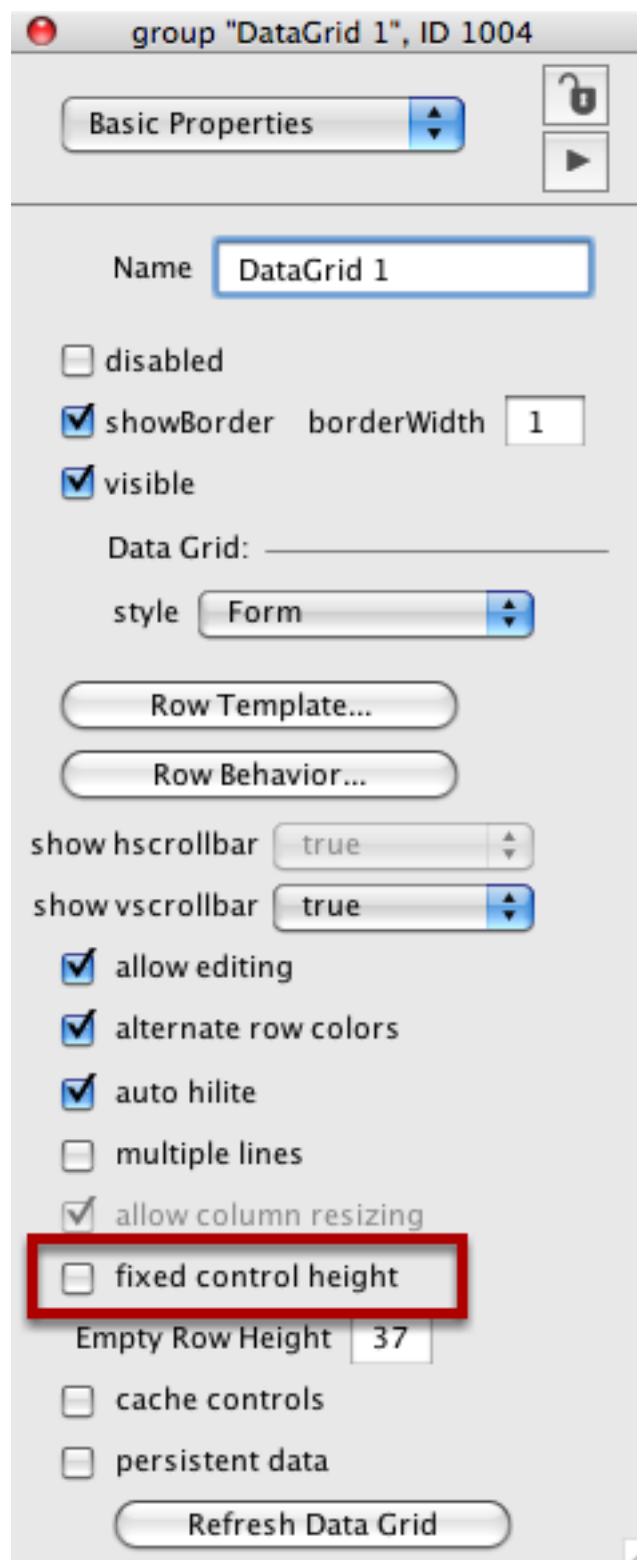 group "DataGrid 1", ID 1004
Basic Properties
Name DataGrid 1
disabled
showBorder borderWidth 1
visible
Data Grid:
style Form
Row Template...
Row Behavior...
show hscrollbar true
show vscrollbar true
allow editing
alternate row colors
auto hilite
multiple lines
allow column resizing
fixed control height
Empty Row Height 37
cache controls
persistent data
Refresh Data Grid